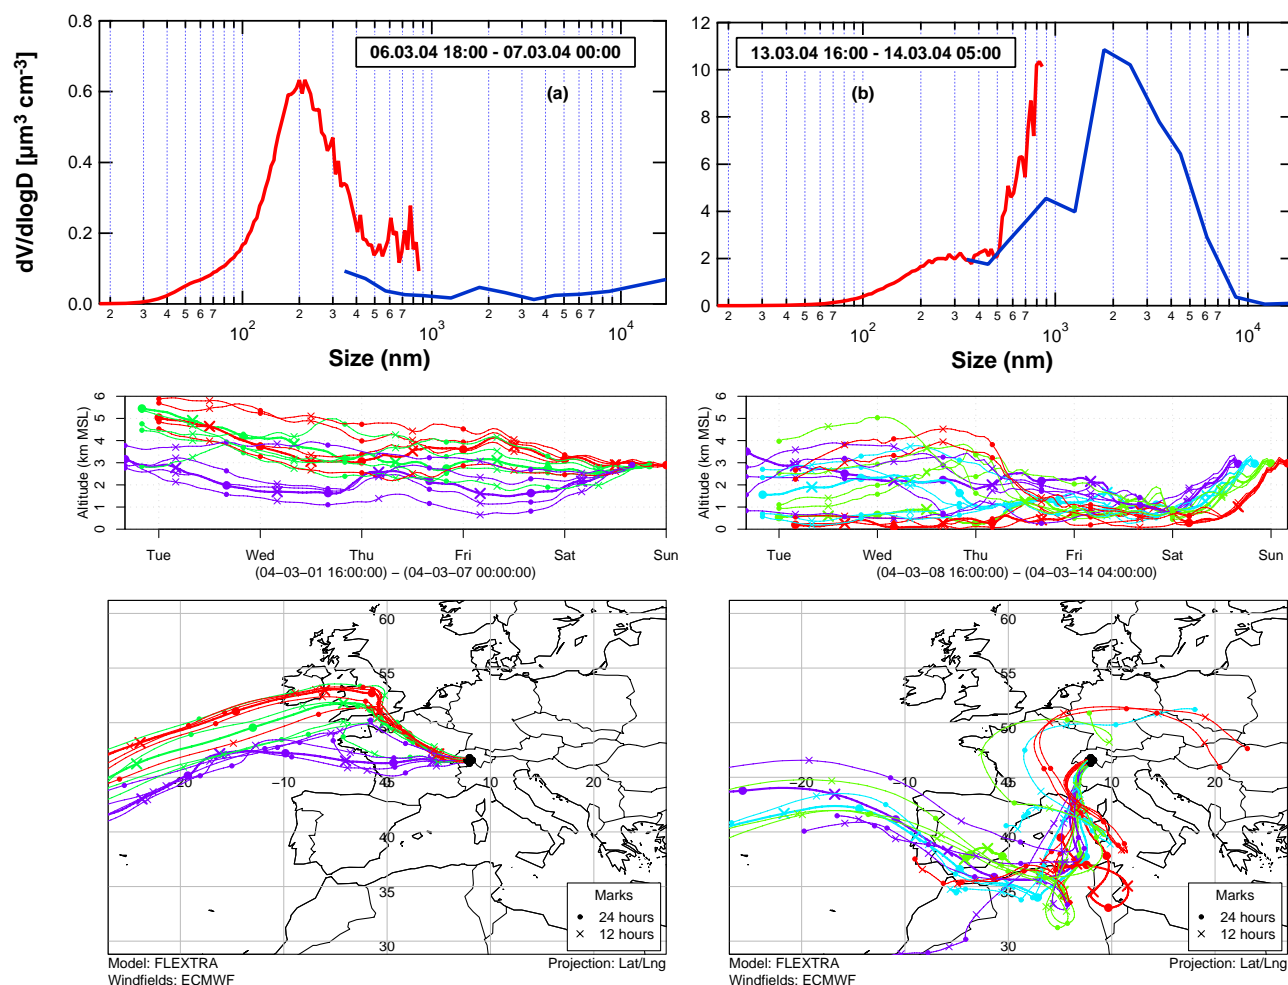 0.8
0.6
0.4
0.2
0.0
dV/dlogD [µm³ cm-³]
06.03.04 18:00 - 07.03.04 00:00
(a)
2 3 4 5 6 7 2 3 4 5 6 7 2 3 4 5 6 7
10² 10³ 10⁴
Size (nm)
12
10
8
6
4
2
0
13.03.04 16:00 - 14.03.04 05:00
(b)
2 3 4 5 6 7 2 3 4 5 6 7 2 3 4 5 6 7
10² 10³ 10⁴
Size (nm)
Altitude (km MSL)
0 1 2 3 4 5 6
Tue Wed Thu Fri Sat Sun
(04−03−01 16:00:00) − (04−03−07 00:00:00)
Altitude (km MSL)
0 1 2 3 4 5 6
Tue Wed Thu Fri Sat Sun
(04−03−08 16:00:00) − (04−03−14 04:00:00)
60
55
50
−20 −10 0 10 20
40
35
30
Marks
24 hours
12 hours
Model: FLEXTRA Projection: Lat/Lng
Windfields: ECMWF
60
55
50
−20 −10 10 20
40
35
30
Marks
24 hours
12 hours
Model: FLEXTRA Projection: Lat/Lng
Windfields: ECMWF